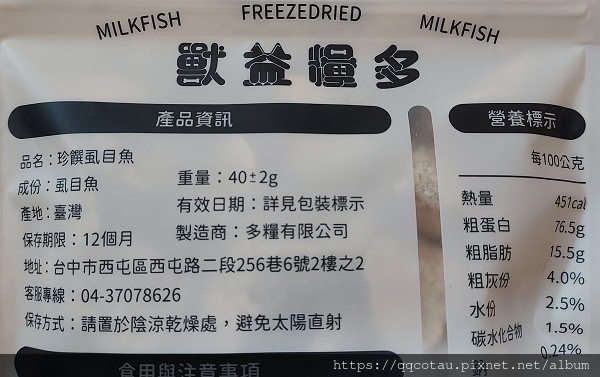 MILKFISH FREEZEDRIED MILKFISH
獸益糧多
產品資訊
品名：珍饌虱目魚
成份：虱目魚
重量：40±2g
產地：臺灣
有效日期：詳見包裝標示
保存期限：12個月
製造商：多糧有限公司
地址：台中市西屯區西屯路二段256巷6號2樓之2
客服專線：04-37078626
保存方式：請置於陰涼乾燥處，避免太陽直射
食用與注意事項
營養標示
每100公克
熱量 451cal
粗蛋白 76.5g
粗脂肪 15.5g
粗灰份 4.0%
水份 2.5%
碳水化合物 1.5%
0.24%
https://qqcotau.pixnet.net/album